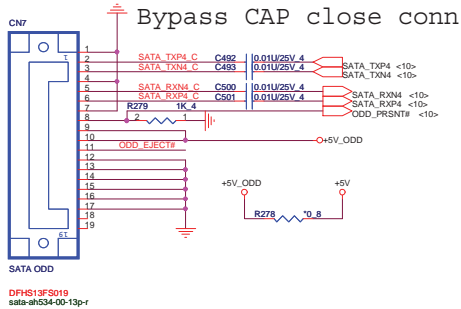 Bypass CAP close conn
CN7
1
1
2 SATA_TXP4_C C492 0.01U/25V_4 SATA_TXP4 <10>
3 SATA_TXN4_C C493 0.01U/25V_4 SATA_TXN4 <10>
4
5 SATA_RXN4_C C500 0.01U/25V_4 SATA_RXN4 <10>
6 SATA_RXP4_C C501 0.01U/25V_4 SATA_RXP4 <10>
7 R279 1K_4 ODD_PRSNT# <10>
8 2 1
9
10 +5V_ODD
11 ODD_EJECT#
12
13
14
15
16
17
18
19
19
+5V_ODD +5V
R278 *0_8
SATA ODD
DFHS13FS019
sata-ah534-00-13p-r